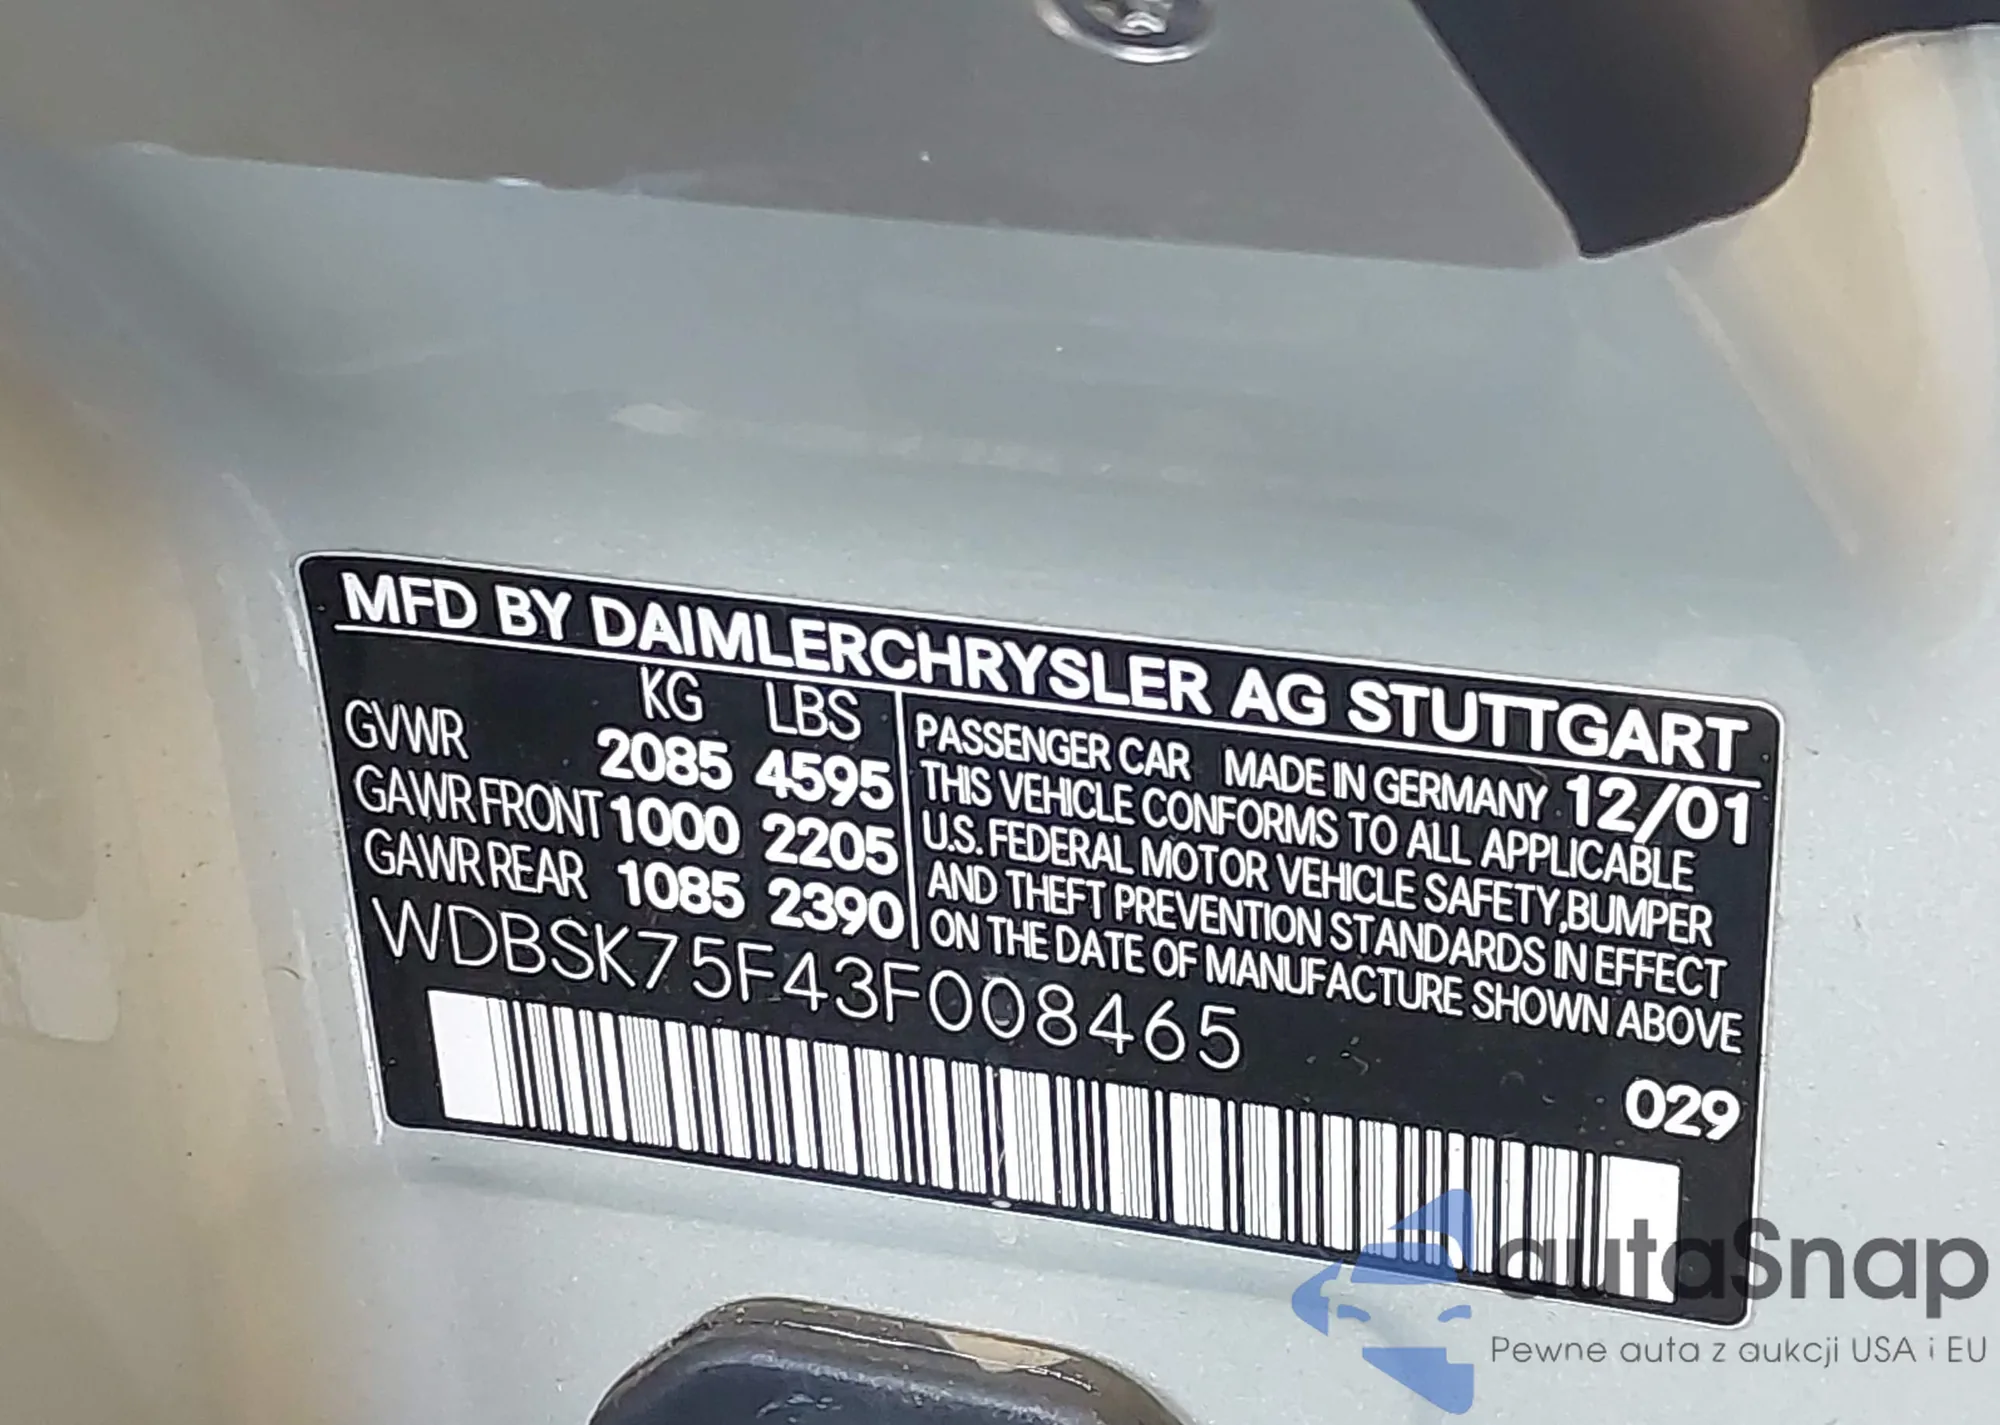 MFD BY DAIMLERCHRYSLER AG STUTTGART
KG LBS
GVWR 2085 4595
GAWR FRONT 1000 2205
GAWR REAR 1085 2390
PASSENGER CAR MADE IN GERMANY 12/01
THIS VEHICLE CONFORMS TO ALL APPLICABLE
U.S. FEDERAL MOTOR VEHICLE SAFETY, BUMPER
AND THEFT PREVENTION STANDARDS IN EFFECT
ON THE DATE OF MANUFACTURE SHOWN ABOVE
WDBSK75F43F008465
029
autaSnap
Pewne auta z aukcji USA i EU